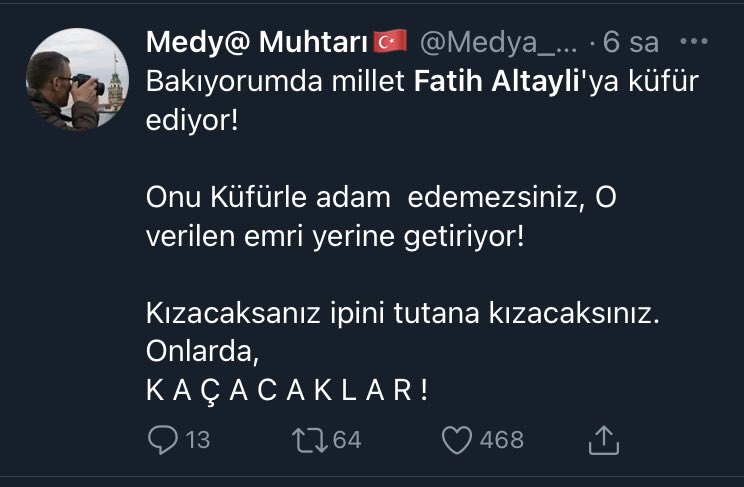 Medy@ Muhtarı🇹🇷 @Medya_... · 6 sa
Bakıyorumda millet Fatih Altayli'ya küfür
ediyor!
Onu Küfürle adam  edemezsiniz, O
verilen emri yerine getiriyor!
Kızacaksanız ipini tutana kızacaksınız.
Onlarda,
K A Ç A C A K L A R !
13 64 468